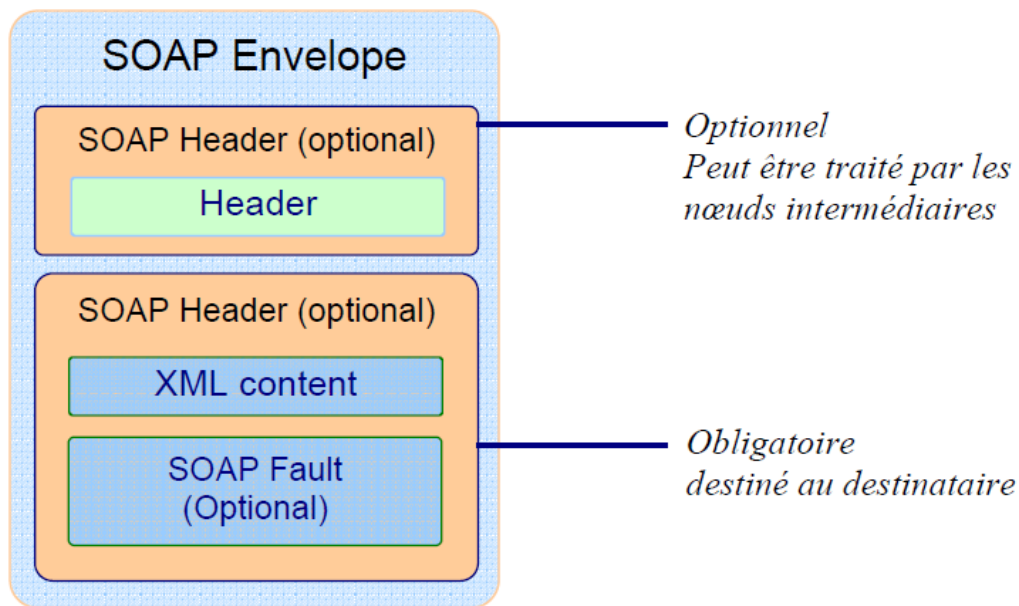 SOAP Envelope
SOAP Header (optional)
Header
Optionnel
Peut être traité par les
nœuds intermédiaires
SOAP Header (optional)
XML content
SOAP Fault
(Optional)
Obligatoire
destiné au destinataire